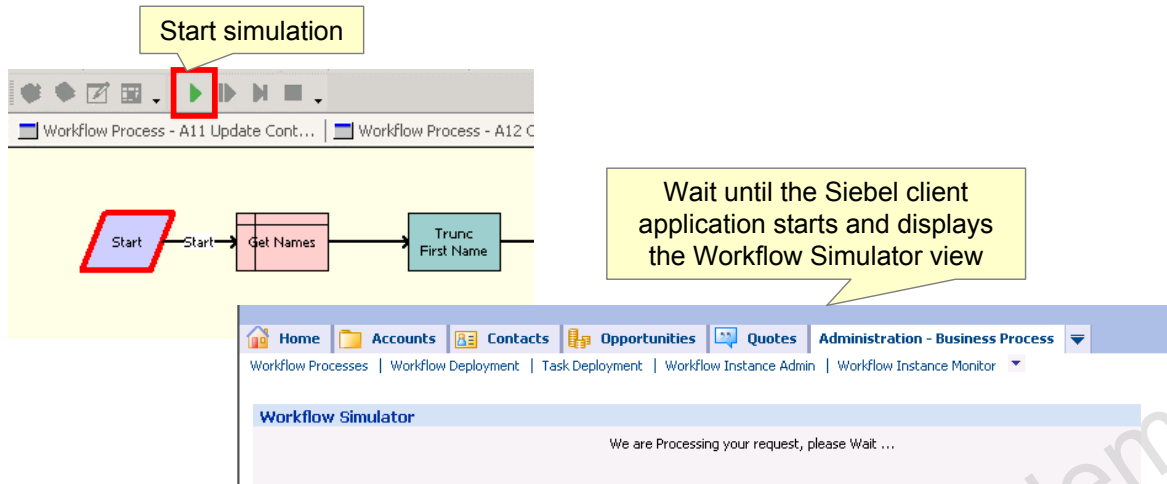 Start simulation
Workflow Process - A11 Update Cont... Workflow Process - A12 C
Start Start Get Names Trunc
First Name
Wait until the Siebel client
application starts and displays
the Workflow Simulator view
Home Accounts Contacts Opportunities Quotes Administration - Business Process
Workflow Processes | Workflow Deployment | Task Deployment | Workflow Instance Admin | Workflow Instance Monitor
Workflow Simulator
We are Processing your request, please Wait ...